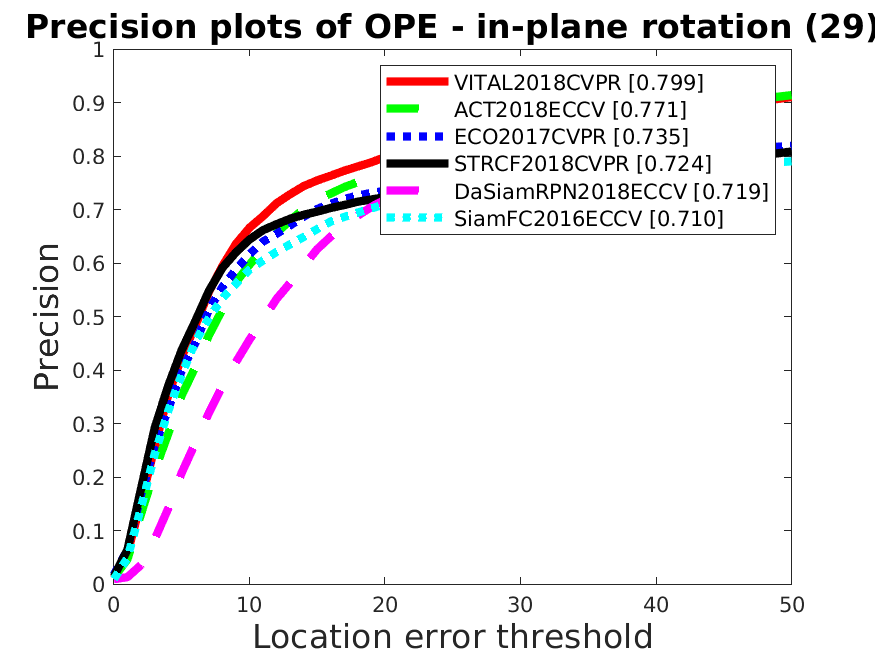 Precision plots of OPE - in-plane rotation (29)
1
0.9
0.8
0.7
0.6
0.5
0.4
0.3
0.2
0.1
0
Precision
VITAL2018CVPR [0.799]
ACT2018ECCV [0.771]
ECO2017CVPR [0.735]
STRCF2018CVPR [0.724]
DaSiamRPN2018ECCV [0.719]
SiamFC2016ECCV [0.710]
0 10 20 30 40 50
Location error threshold